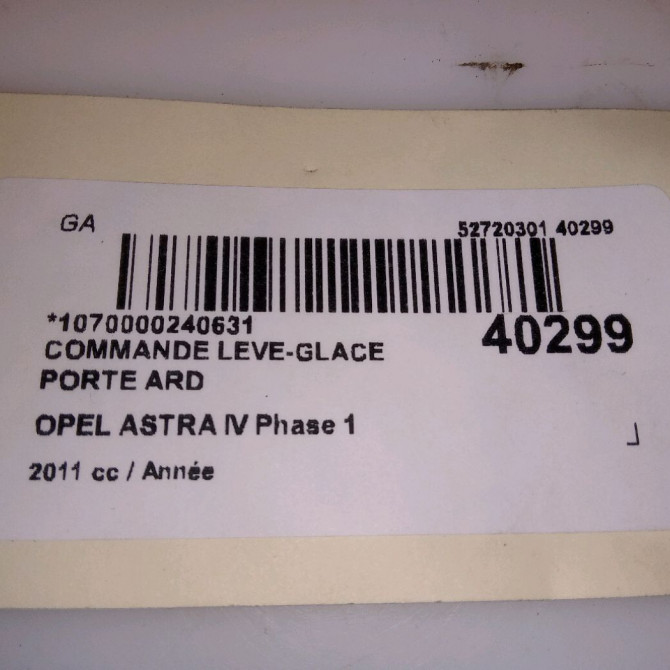 GA 52720301 40299
*1070000240631 40299
COMMANDE LEVE-GLACE
PORTE ARD
OPEL ASTRA IV Phase 1
2011 cc / Année